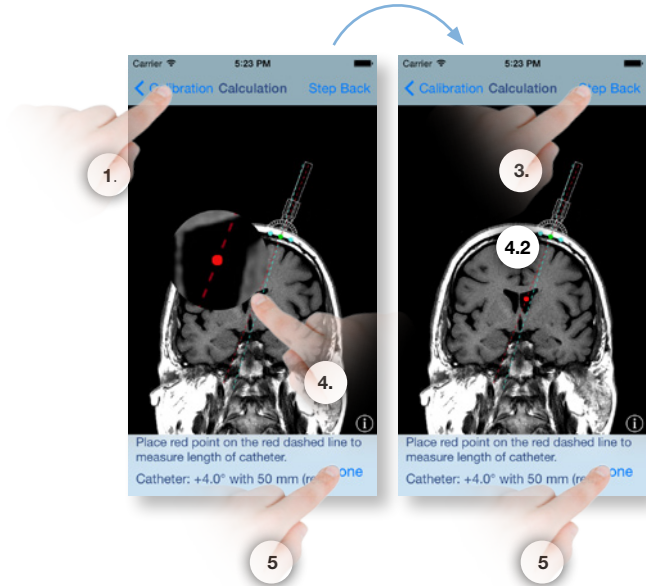 Carrier 5:23 PM
Calibration Calculation Step Back
1.
4.
i
Place red point on the red dashed line to
measure length of catheter.
Catheter: +4.0° with 50 mm
5
Carrier 5:23 PM
Calibration Calculation Step Back
3.
4.2
i
Place red point on the red dashed line to
measure length of catheter.
Catheter: +4.0° with 50 mm
5